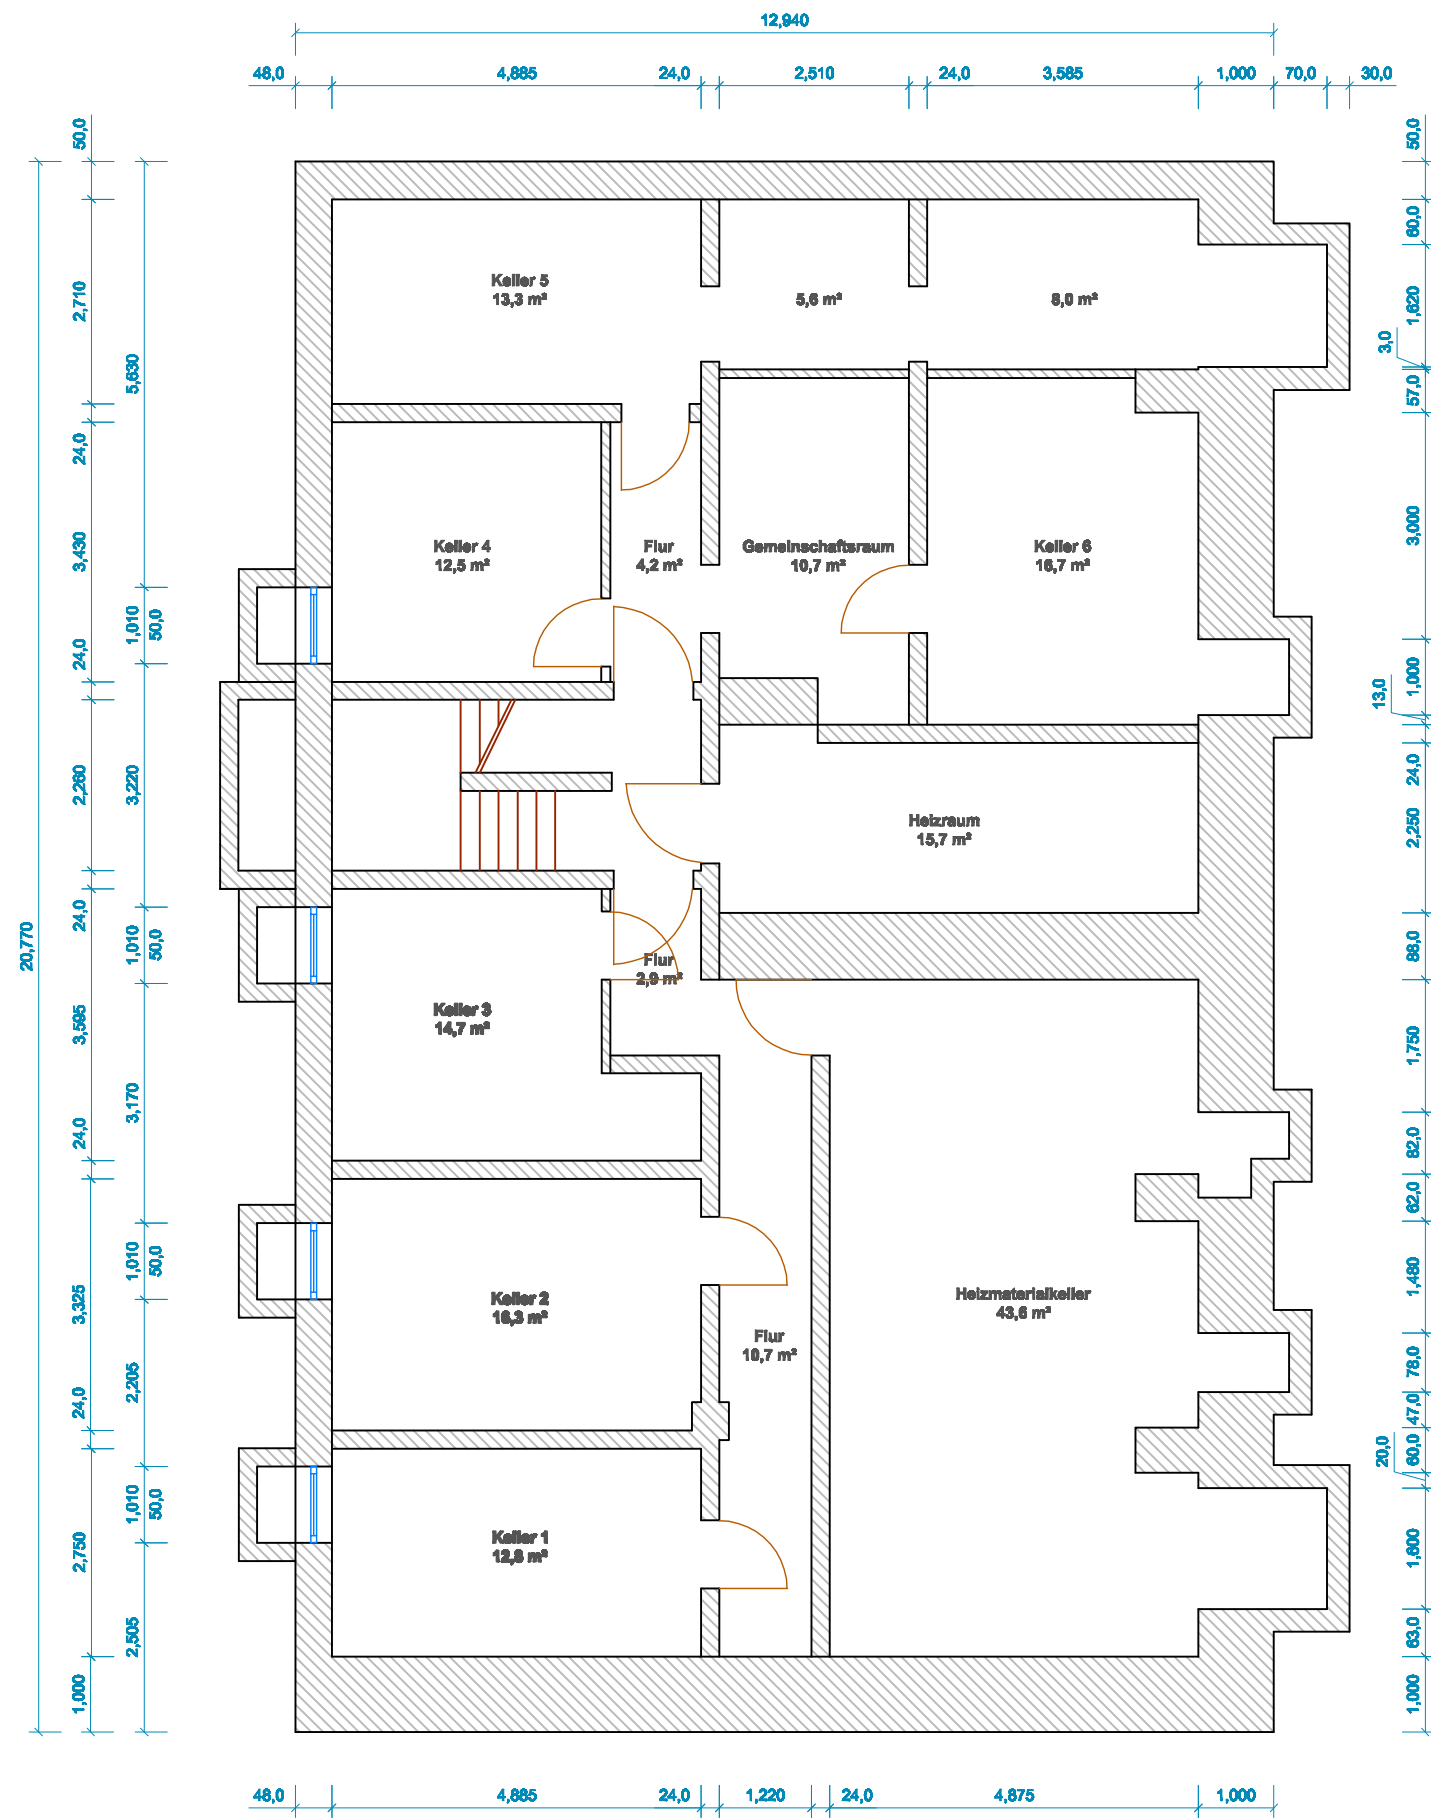 12,940
48,0 4,885 24,0 2,510 24,0 3,585 1,000 70,0 30,0
50,0
2,710
24,0
3,430
24,0
2,260
24,0
3,595
24,0
3,325
24,0
2,750
1,000
20,770
5,630
1,010
50,0
3,220
1,010
50,0
3,170
1,010
50,0
2,205
1,010
50,0
2,505
Keller 5
13,3 m²
5,6 m²
8,0 m²
Keller 4
12,5 m²
Flur
4,2 m²
Gemeinschaftsraum
10,7 m²
Keller 6
16,7 m²
Heizraum
15,7 m²
Flur
2,9 m²
Keller 3
14,7 m²
Keller 2
16,3 m²
Heizmaterialkeller
43,6 m²
Flur
10,7 m²
Keller 1
12,8 m²
50,0
60,0
1,620
3,0
57,0
3,000
1,000
13,0
24,0
2,250
88,0
1,750
82,0
62,0
1,480
78,0
47,0
60,0
20,0
1,600
63,0
1,000
48,0 4,885 24,0 1,220 24,0 4,875 1,000